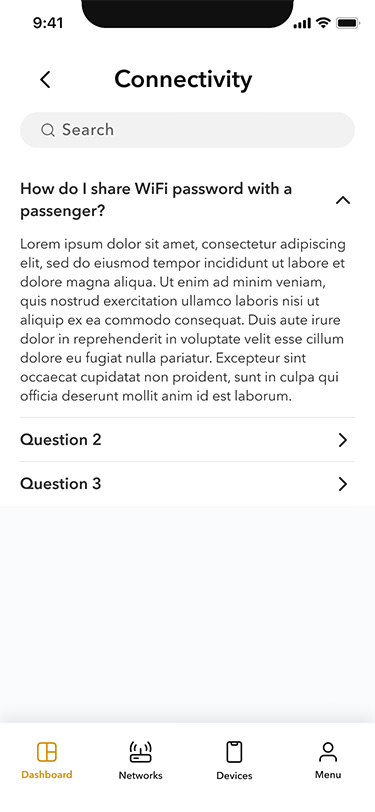 9:41
Connectivity
Search
How do I share WiFi password with a
passenger?
Lorem ipsum dolor sit amet, consectetur adipiscing
elit, sed do eiusmod tempor incididunt ut labore et
dolore magna aliqua. Ut enim ad minim veniam,
quis nostrud exercitation ullamco laboris nisi ut
aliquip ex ea commodo consequat. Duis aute irure
dolor in reprehenderit in voluptate velit esse cillum
dolore eu fugiat nulla pariatur. Excepteur sint
occaecat cupidatat non proident, sunt in culpa qui
officia deserunt mollit anim id est laborum.
Question 2
Question 3
Dashboard Networks Devices Menu